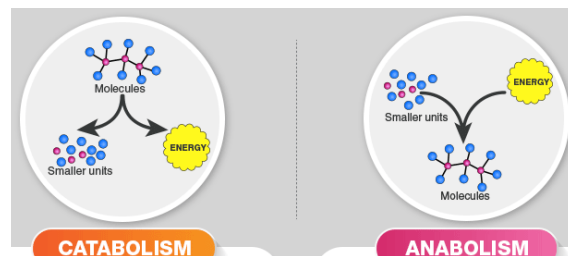 Molecules
Smaller units
ENERGY
CATABOLISM
Smaller units
ENERGY
Molecules
ANABOLISM